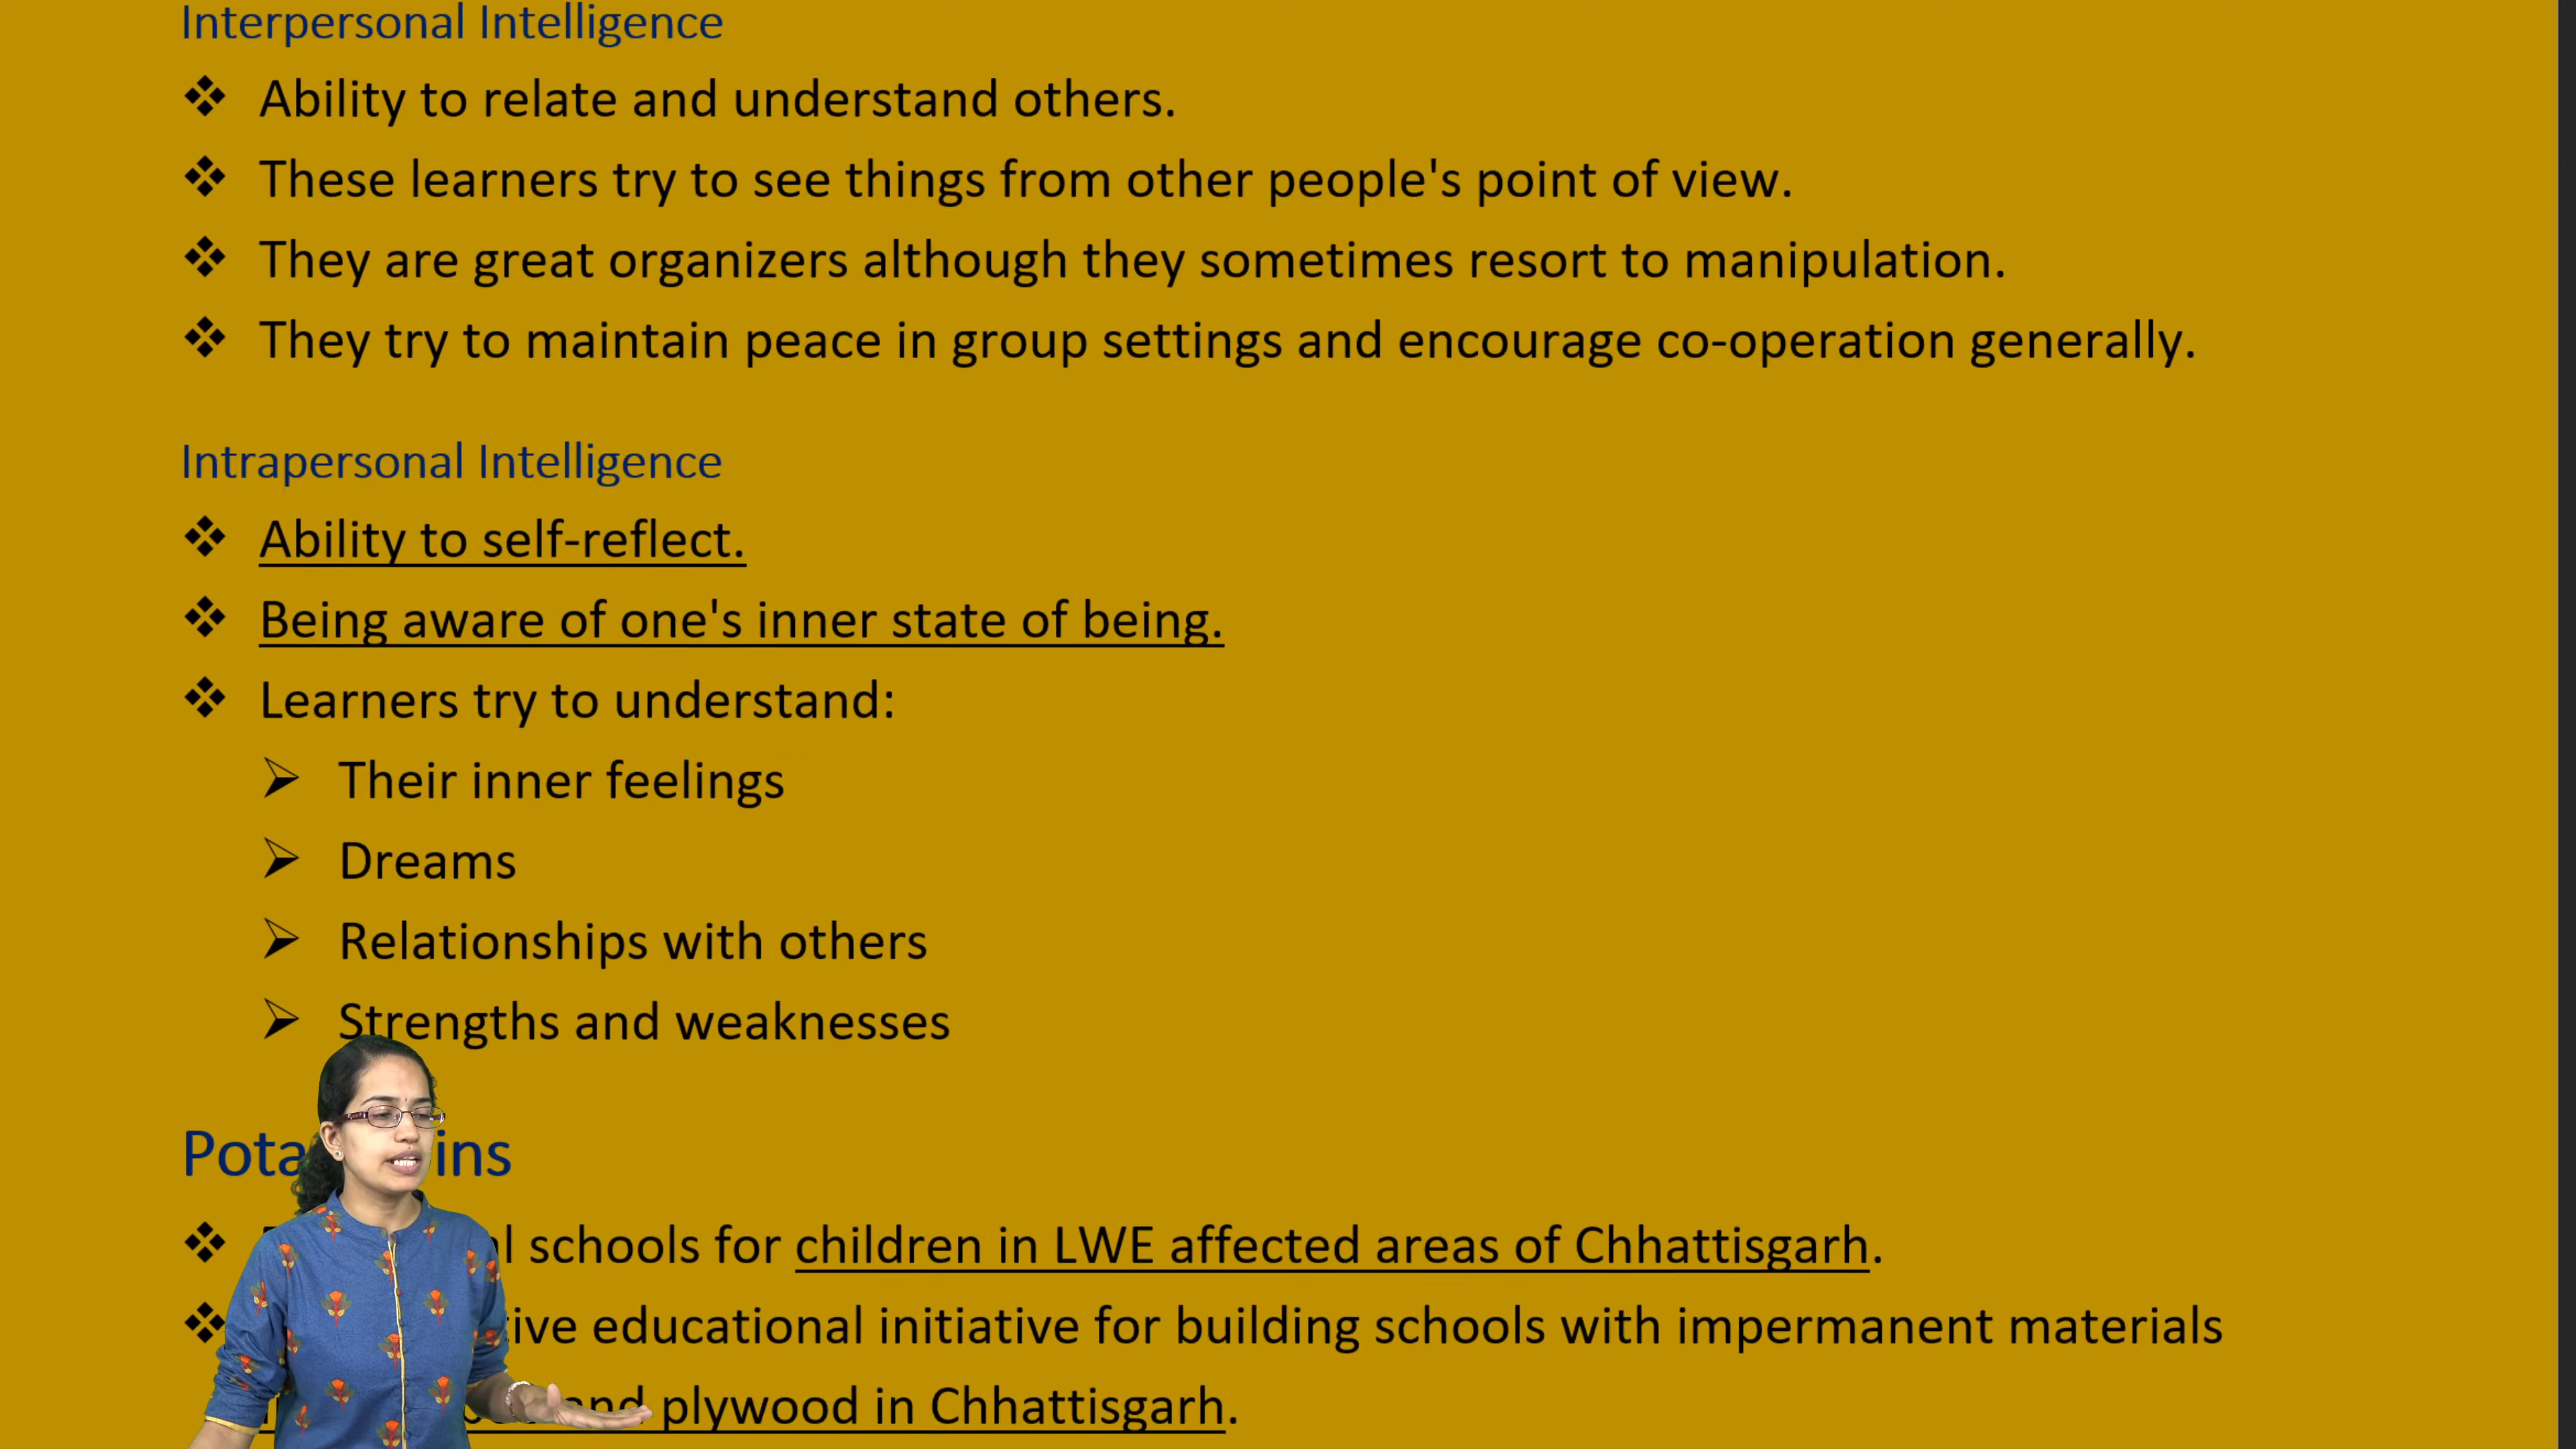 Interpersonal Intelligence
❖ Ability to relate and understand others.
❖ These learners try to see things from other people's point of view.
❖ They are great organizers although they sometimes resort to manipulation.
❖ They try to maintain peace in group settings and encourage co-operation generally.
Intrapersonal Intelligence
❖ Ability to self-reflect.
❖ Being aware of one's inner state of being.
❖ Learners try to understand:
➢ Their inner feelings
➢ Dreams
➢ Relationships with others
➢ Strengths and weaknesses
❖ schools for children in LWE affected areas of Chhattisgarh.
❖ educational initiative for building schools with impermanent materials
and plywood in Chhattisgarh.